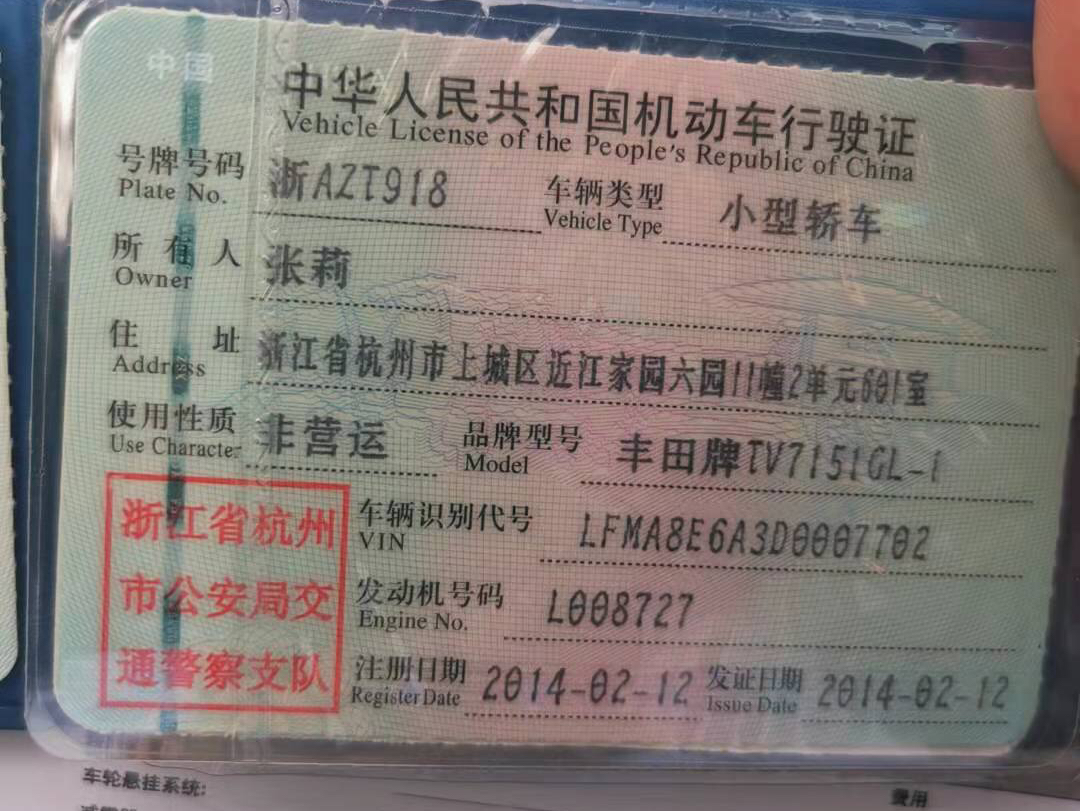 中国
中华人民共和国机动车行驶证
Vehicle License of the People's Republic of China
号牌号码 浙AZT918 车辆类型 小型轿车
Plate No. Vehicle Type
所有人 张莉
Owner
住址 浙江省杭州市上城区近江家园六园11幢2单元601室
Address
使用性质 非营运 品牌型号 丰田牌TV7151GL-1
Use Character Model
浙江省杭州
市公安局交
通警察支队
车辆识别代号 LFMA8E6A3D0007702
VIN
发动机号码 L008727
Engine No.
注册日期 2014-02-12 发证日期 2014-02-12
Register Date Issue Date
车轮悬挂系统: 费用